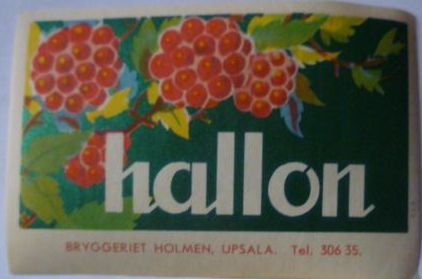 hallon
BRYGGERIET HOLMEN, UPSALA. Tel. 306 35.